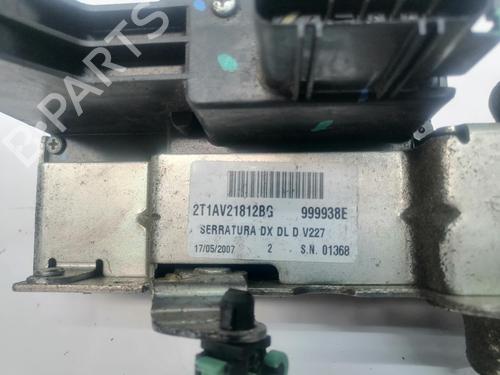 B-PARTS
2T1AV21812BG 999938E
SERRATURA DX DL D V227
17/05/2007 2 S.N. 01368